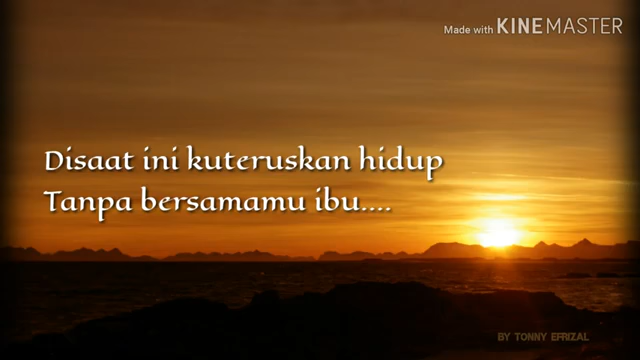 Made with KINEMASTER
Disaat ini kuteruskan hidup
Tanpa bersamamu ibu....
BY TONNY EFRIZAL